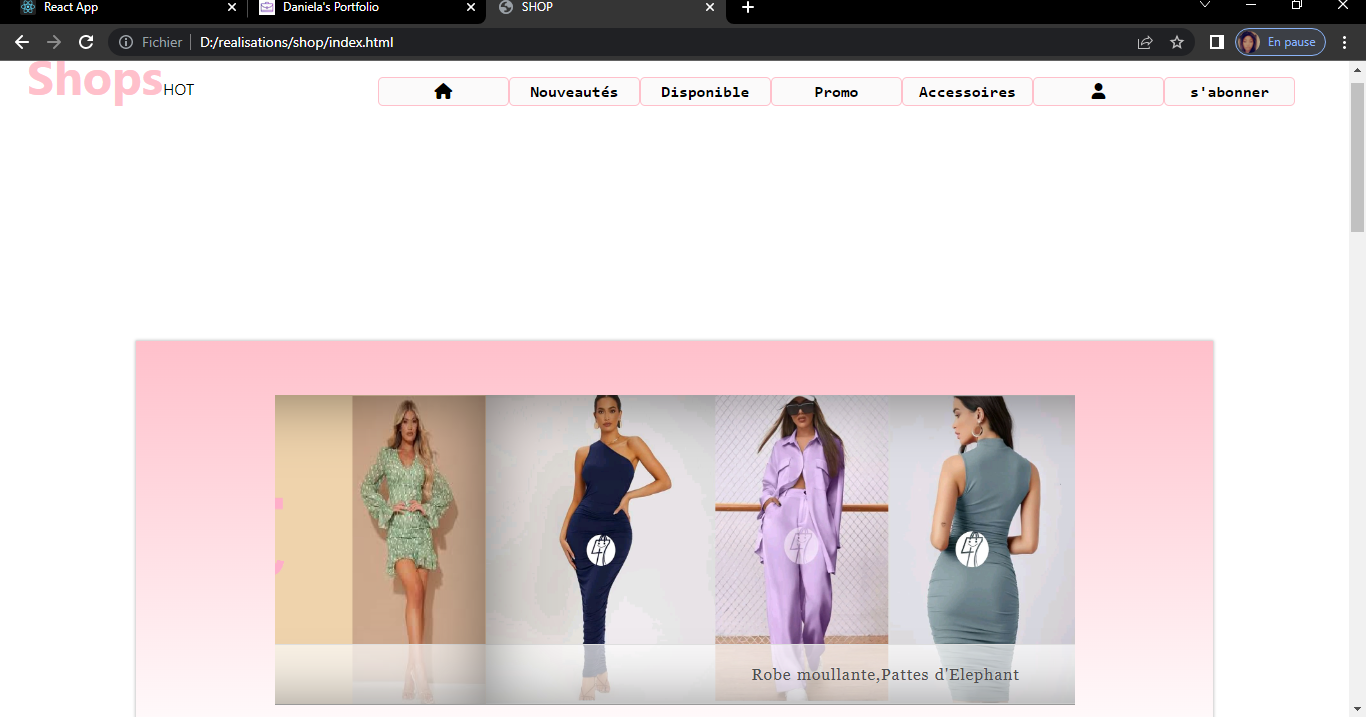 React App
Daniela's Portfolio
SHOP
Fichier
D:/realisations/shop/index.html
En pause
ShopsHOT
Nouveautés
Disponible
Promo
Accessoires
s'abonner
Robe moullante,Pattes d'Elephant